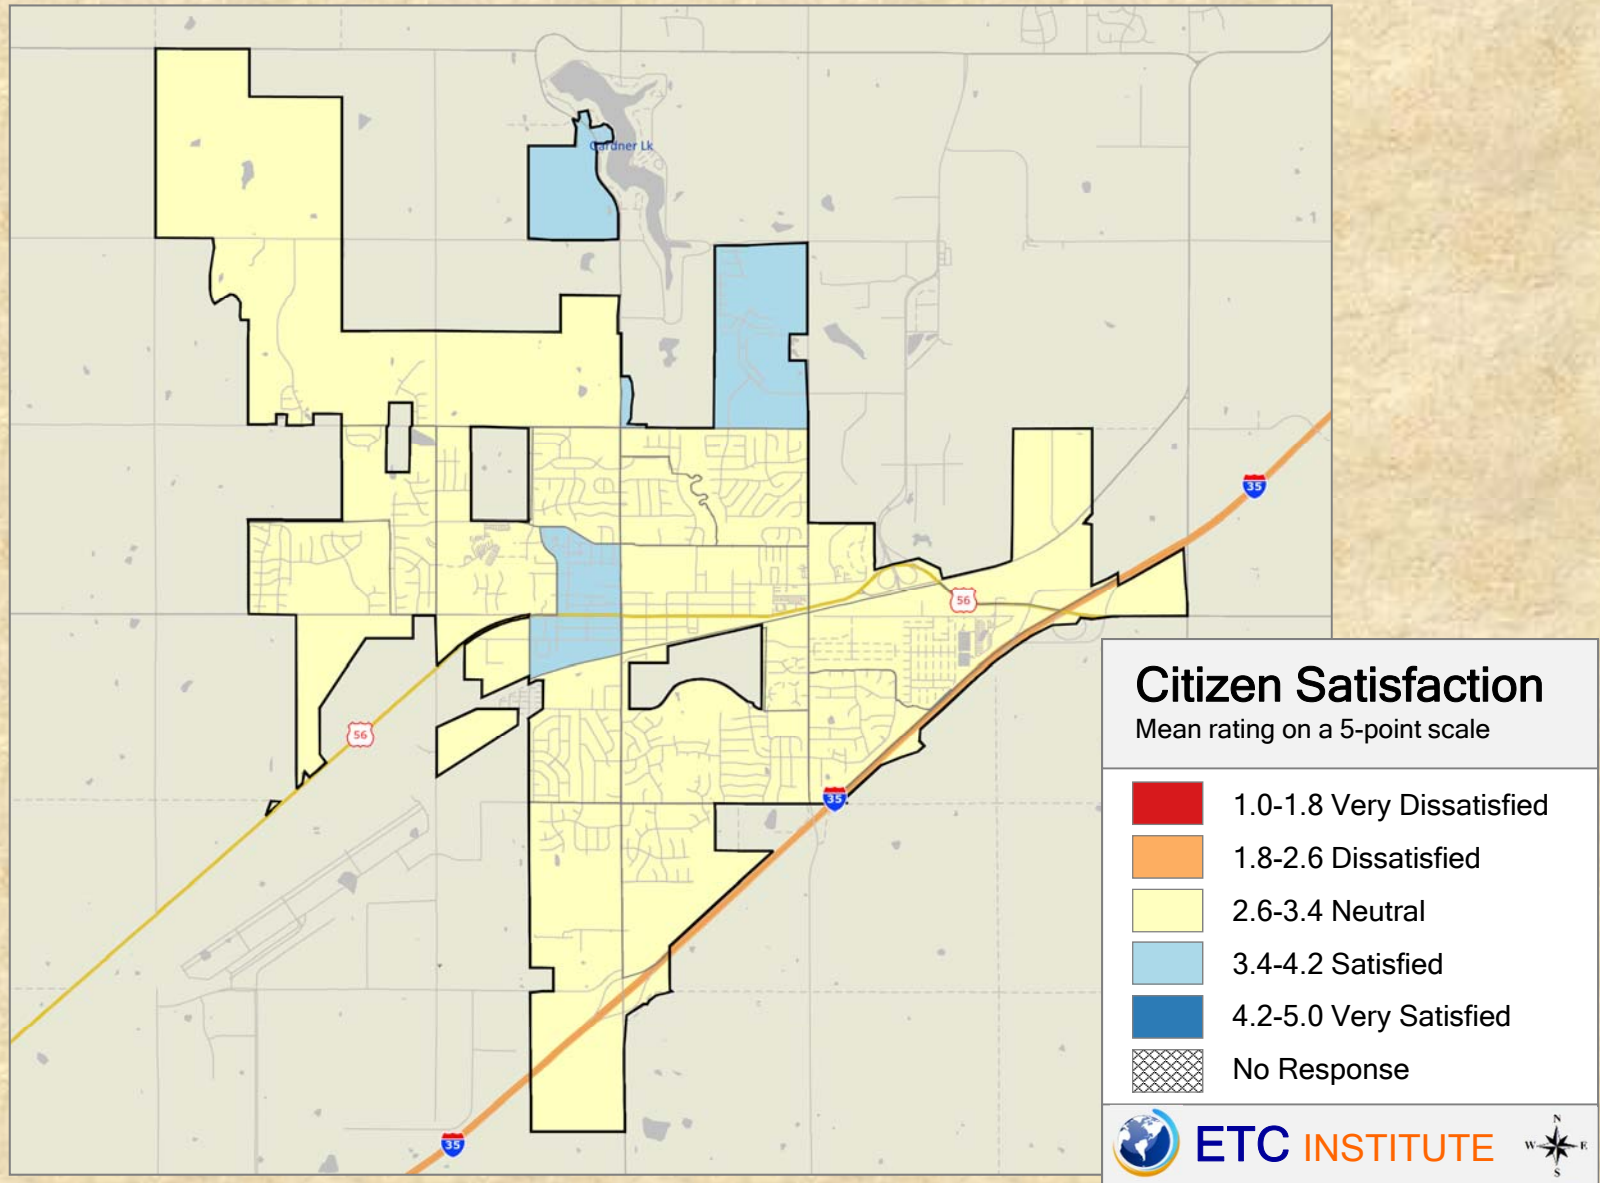 Gardner Lk
1
35
56
56
35
35
Citizen Satisfaction
Mean rating on a 5-point scale
1.0-1.8 Very Dissatisfied
1.8-2.6 Dissatisfied
2.6-3.4 Neutral
3.4-4.2 Satisfied
4.2-5.0 Very Satisfied
No Response
ETC INSTITUTE
N
W E
S